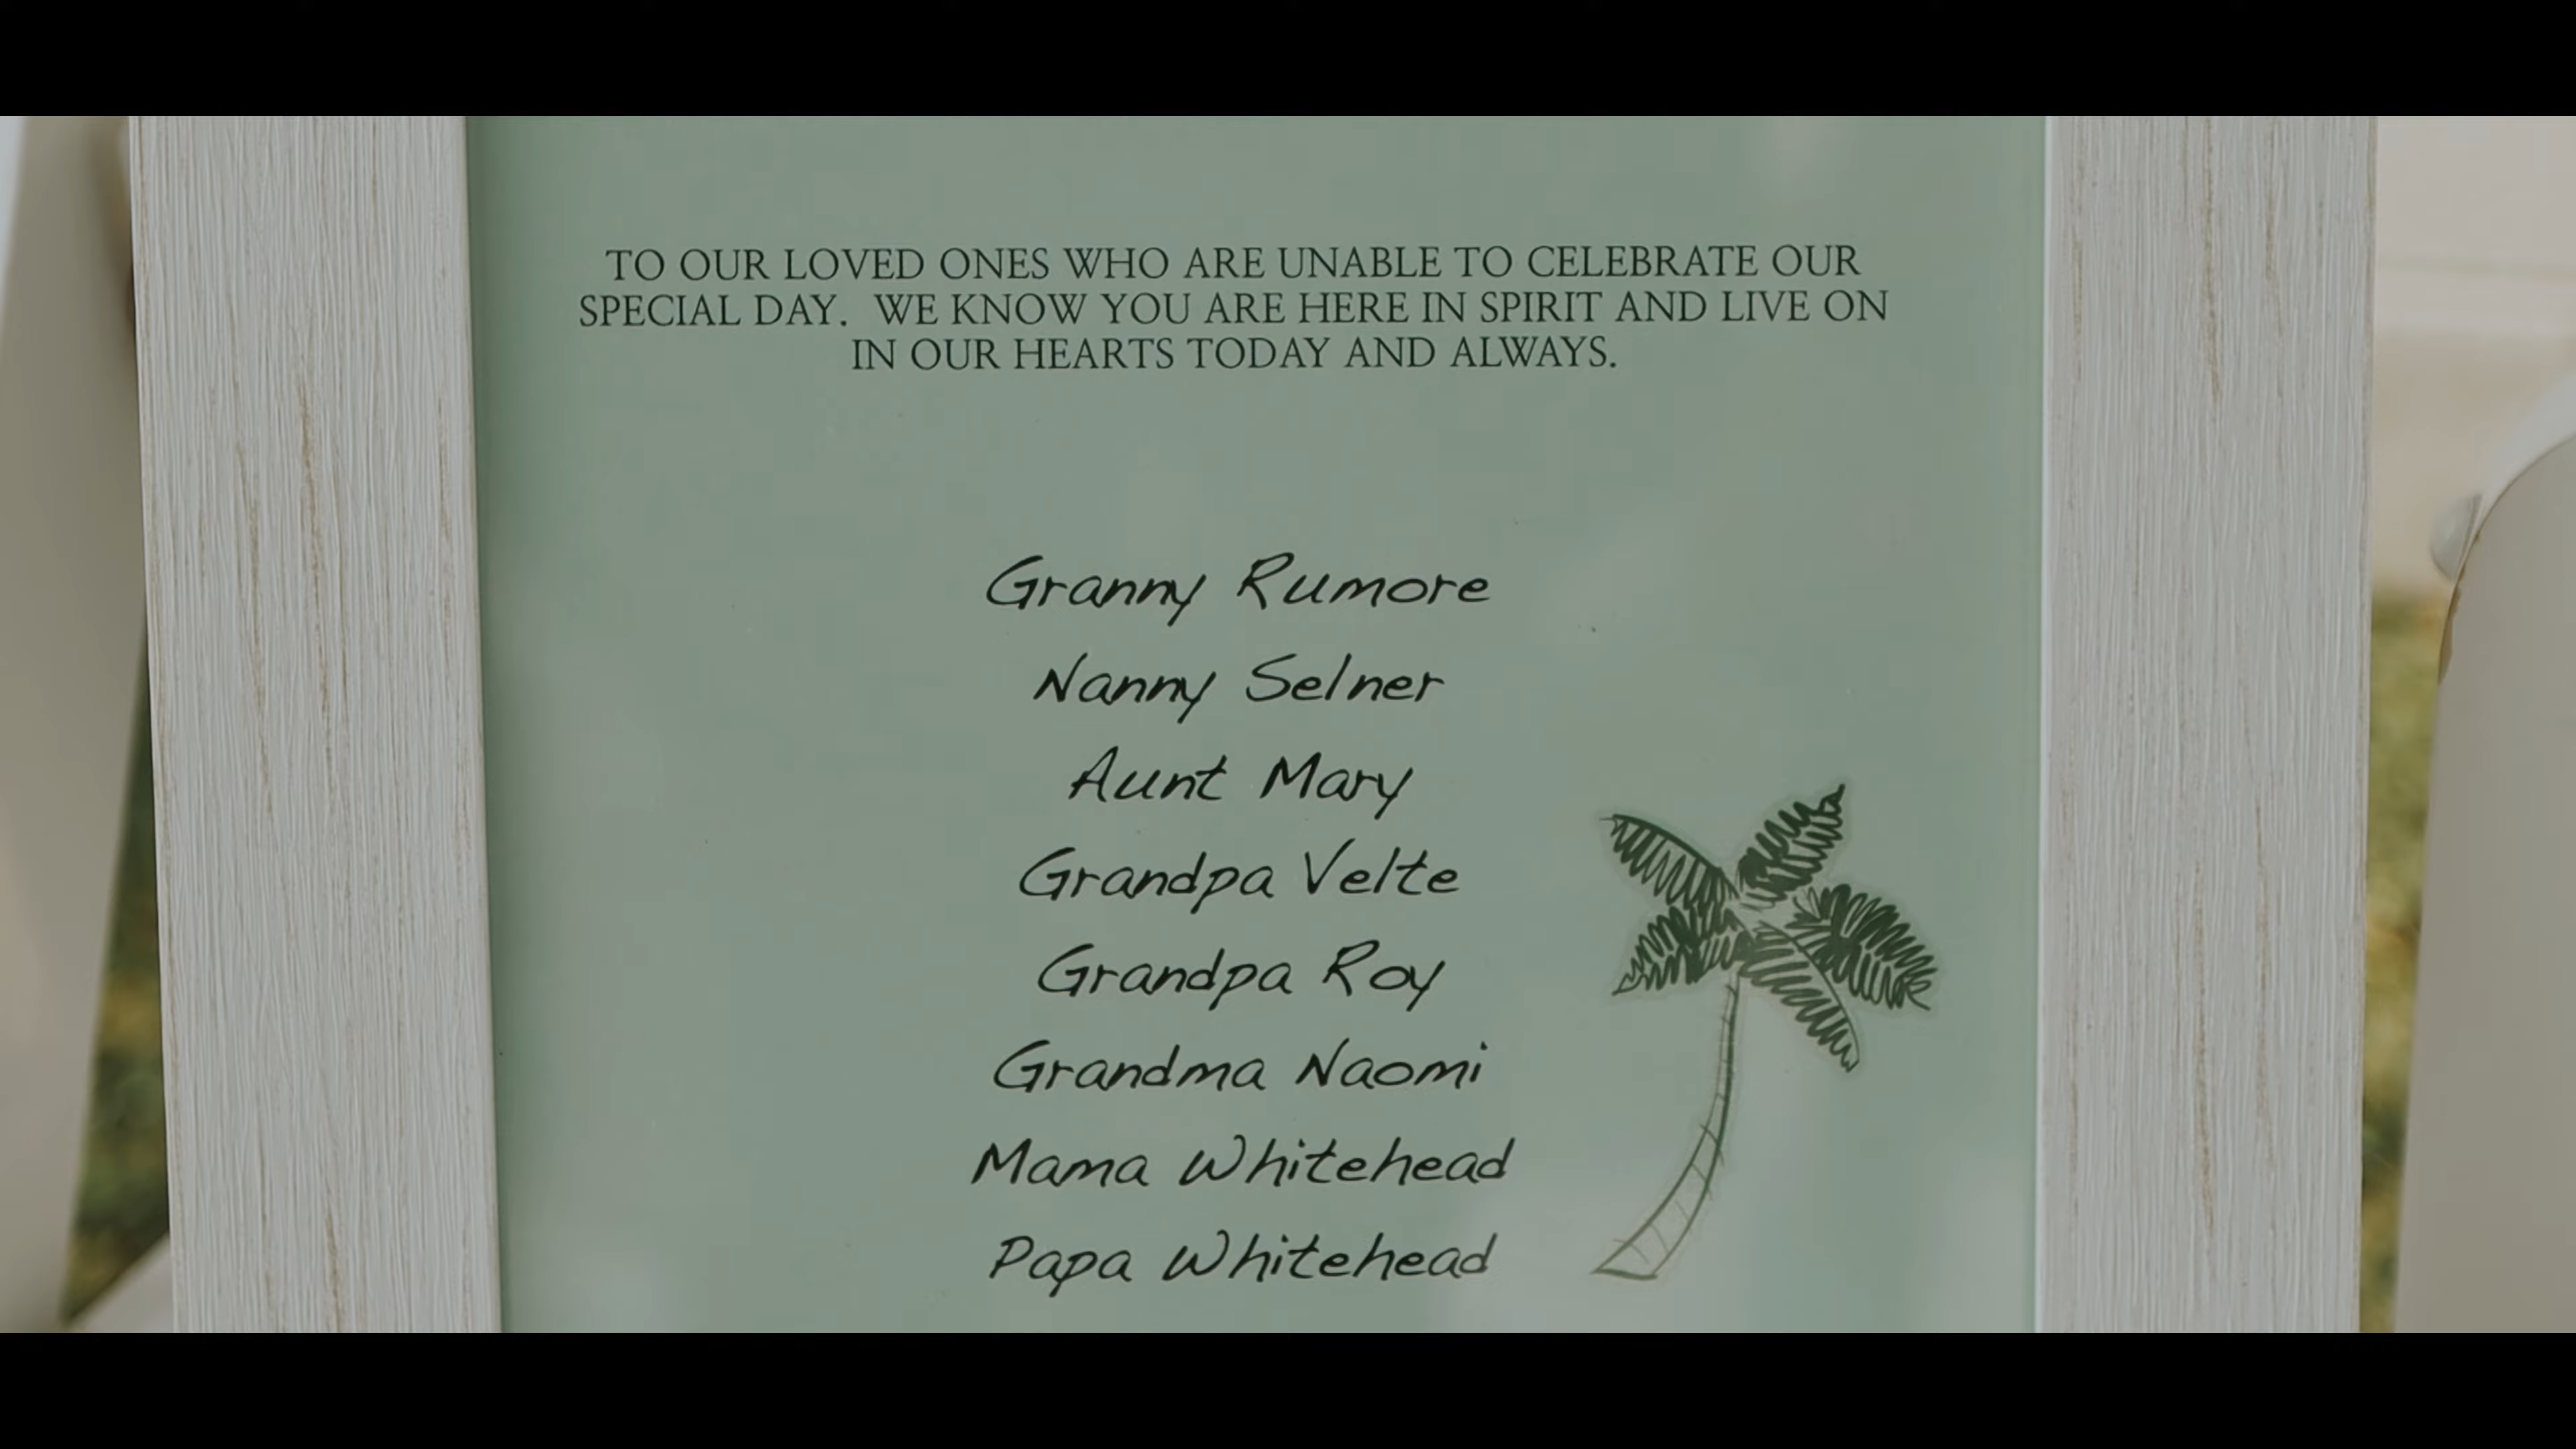 TO OUR LOVED ONES WHO ARE UNABLE TO CELEBRATE OUR
SPECIAL DAY.  WE KNOW YOU ARE HERE IN SPIRIT AND LIVE ON
IN OUR HEARTS TODAY AND ALWAYS.
Granny Rumore
Nanny Selner
Aunt Mary
Grandpa Velte
Grandpa Roy
Grandma Naomi
Mama Whitehead
Papa Whitehead